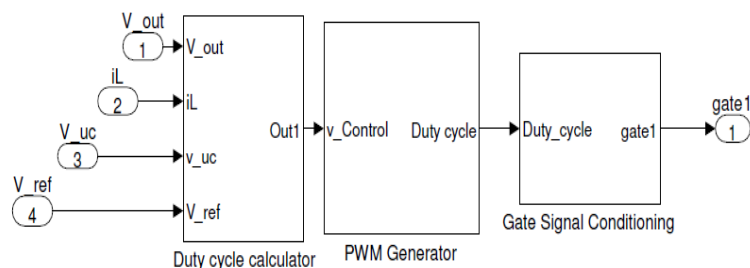 V_out
1
V_out
iL
2
iL
V_uc
3
v_uc
V_ref
4
V_ref
Out1
Duty cycle calculator
v_Control
Duty cycle
PWM Generator
Duty_cycle
gate1
Gate Signal Conditioning
gate1
1